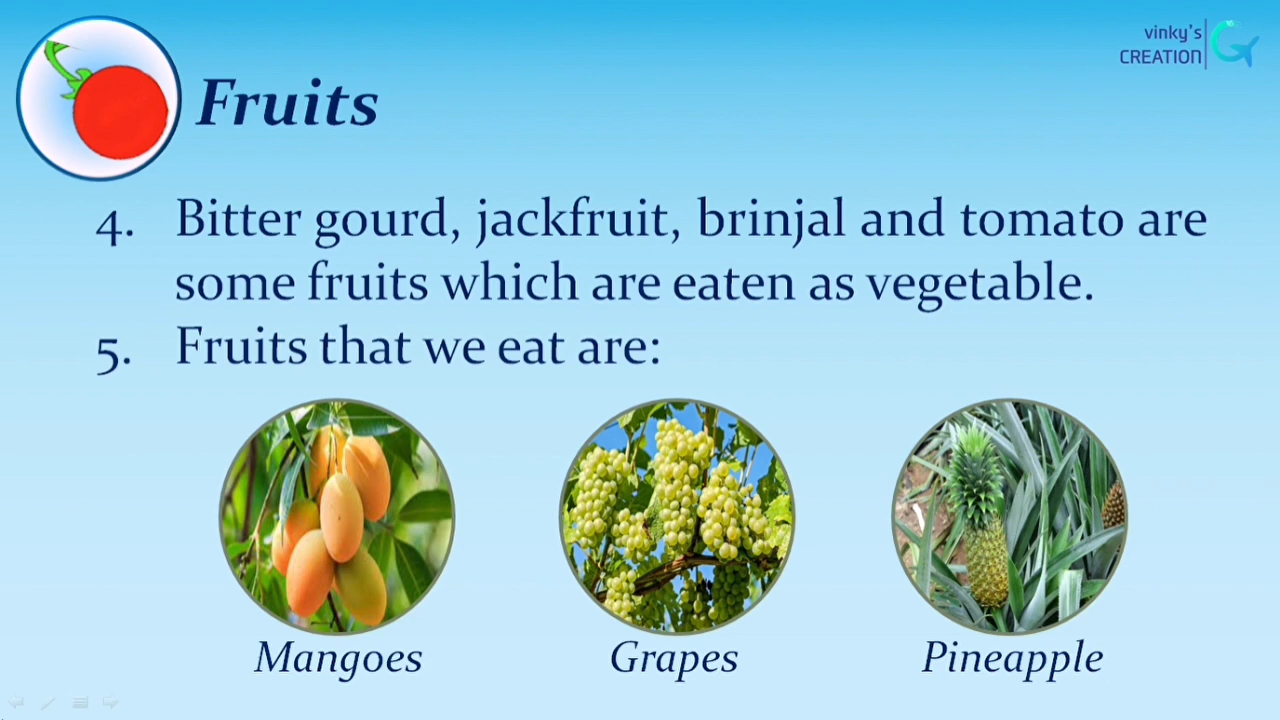 vinky's
CREATION
Fruits
4. Bitter gourd, jackfruit, brinjal and tomato are
some fruits which are eaten as vegetable.
5. Fruits that we eat are:
Mangoes Grapes Pineapple